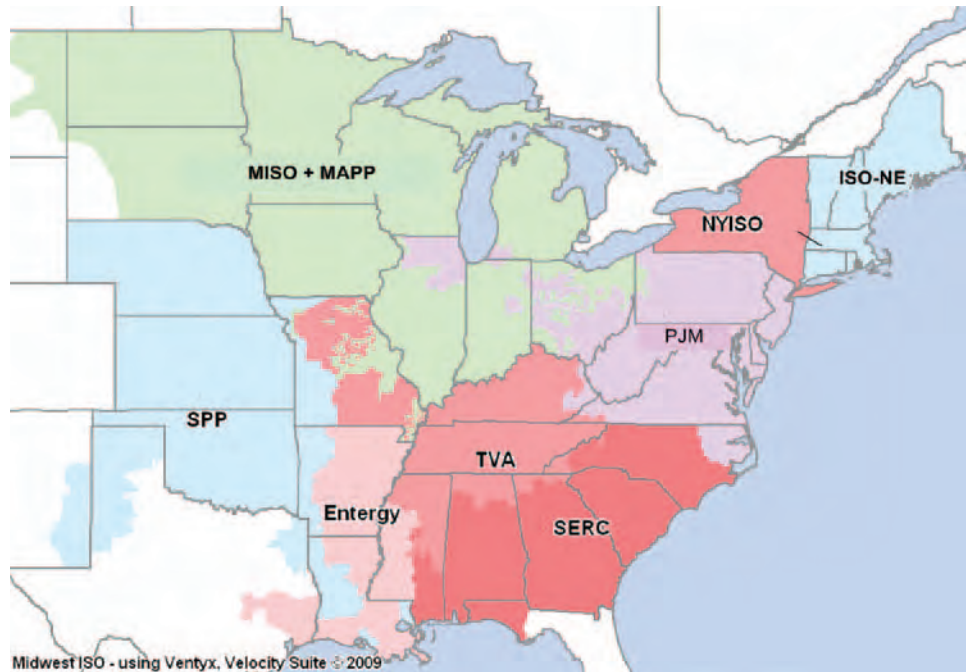 MISO + MAPP
ISO-NE
NYISO
PJM
SPP
TVA
Entergy
SERC
Midwest ISO - using Ventyx, Velocity Suite © 2009